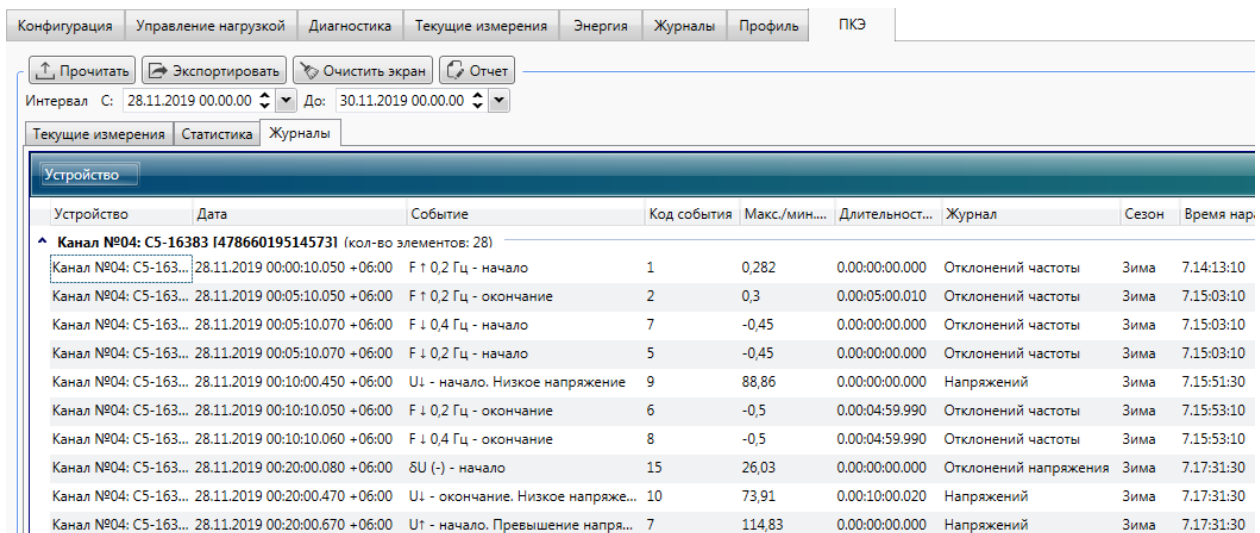 Конфигурация Управление нагрузкой Диагностика Текущие измерения Энергия Журналы Профиль ПКЭ
Прочитать Экспортировать Очистить экран Отчет
Интервал С: 28.11.2019 00.00.00 До: 30.11.2019 00.00.00
Текущие измерения Статистика Журналы
Устройство
Устройство Дата Событие Код события Макс./мин.... Длительност... Журнал Сезон Время нара
Канал №04: C5-16383 [4786601951457​3] (кол-во элементов: 28)
Канал №04: C5-163... 28.11.2019 00:00:10.050 +06:00 F ↑ 0,2 Гц - начало 1 0,282 0.00:00:00.000 Отклонений частоты Зима 7.14:13:10
Канал №04: C5-163... 28.11.2019 00:05:10.050 +06:00 F ↑ 0,2 Гц - окончание 2 0,3 0.00:05:00.010 Отклонений частоты Зима 7.15:03:10
Канал №04: C5-163... 28.11.2019 00:05:10.070 +06:00 F ↓ 0,4 Гц - начало 7 -0,45 0.00:00:00.000 Отклонений частоты Зима 7.15:03:10
Канал №04: C5-163... 28.11.2019 00:05:10.070 +06:00 F ↓ 0,2 Гц - начало 5 -0,45 0.00:00:00.000 Отклонений частоты Зима 7.15:03:10
Канал №04: C5-163... 28.11.2019 00:10:00.450 +06:00 U↓ - начало. Низкое напряжение 9 88,86 0.00:00:00.000 Напряжений Зима 7.15:51:30
Канал №04: C5-163... 28.11.2019 00:10:10.050 +06:00 F ↓ 0,2 Гц - окончание 6 -0,5 0.00:04:59.990 Отклонений частоты Зима 7.15:53:10
Канал №04: C5-163... 28.11.2019 00:10:10.060 +06:00 F ↓ 0,4 Гц - окончание 8 -0,5 0.00:04:59.990 Отклонений частоты Зима 7.15:53:10
Канал №04: C5-163... 28.11.2019 00:20:00.080 +06:00 δU (-) - начало 15 26,03 0.00:00:00.000 Отклонений напряжения Зима 7.17:31:30
Канал №04: C5-163... 28.11.2019 00:20:00.470 +06:00 U↓ - окончание. Низкое напряже... 10 73,91 0.00:10:00.020 Напряжений Зима 7.17:31:30
Канал №04: C5-163... 28.11.2019 00:20:00.670 +06:00 U↑ - начало. Превышение напря... 7 114,83 0.00:00:00.000 Напряжений Зима 7.17:31:30